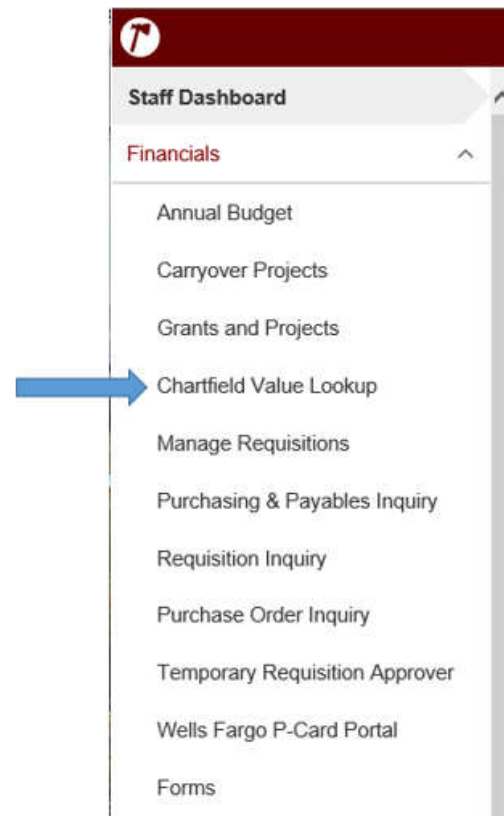 Staff Dashboard
Financials
Annual Budget
Carryover Projects
Grants and Projects
Chartfield Value Lookup
Manage Requisitions
Purchasing & Payables Inquiry
Requisition Inquiry
Purchase Order Inquiry
Temporary Requisition Approver
Wells Fargo P-Card Portal
Forms